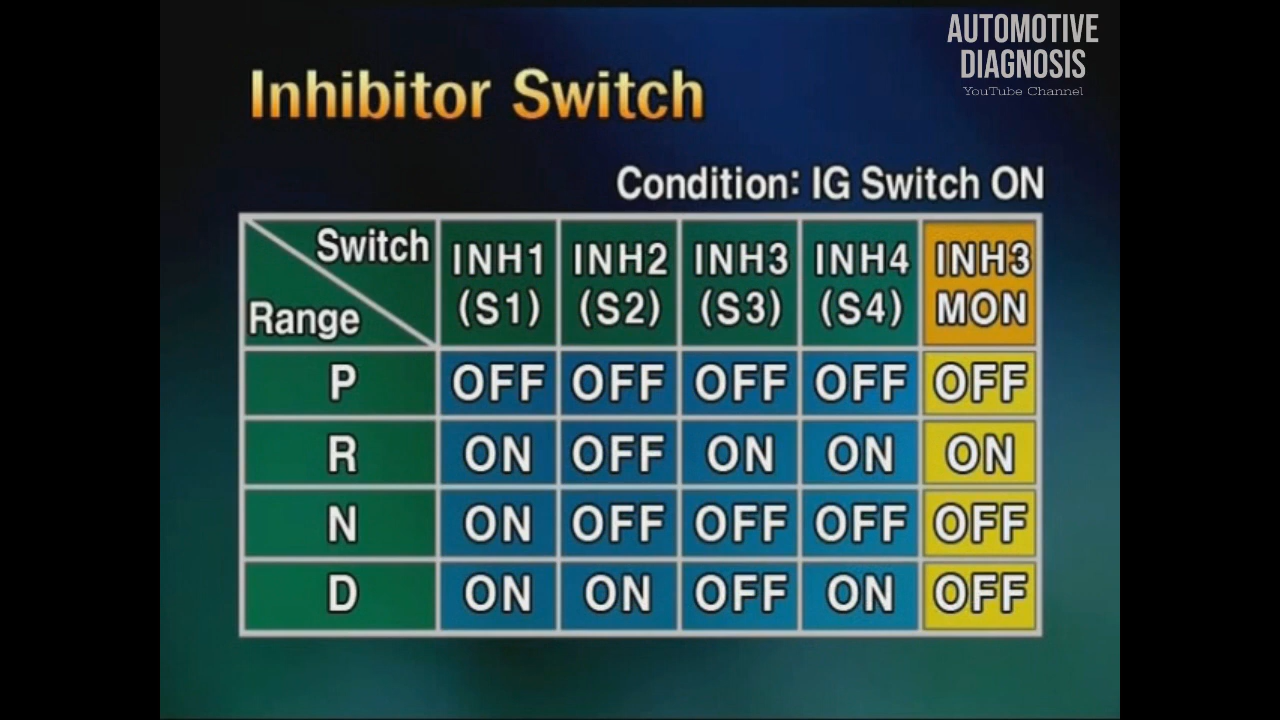 AUTOMOTIVE
DIAGNOSIS
YouTube Channel
Inhibitor Switch
Condition: IG Switch ON
Switch
Range
INH1 (S1) INH2 (S2) INH3 (S3) INH4 (S4) INH3 MON
P OFF OFF OFF OFF OFF
R ON OFF ON ON ON
N ON OFF OFF OFF OFF
D ON ON OFF ON OFF